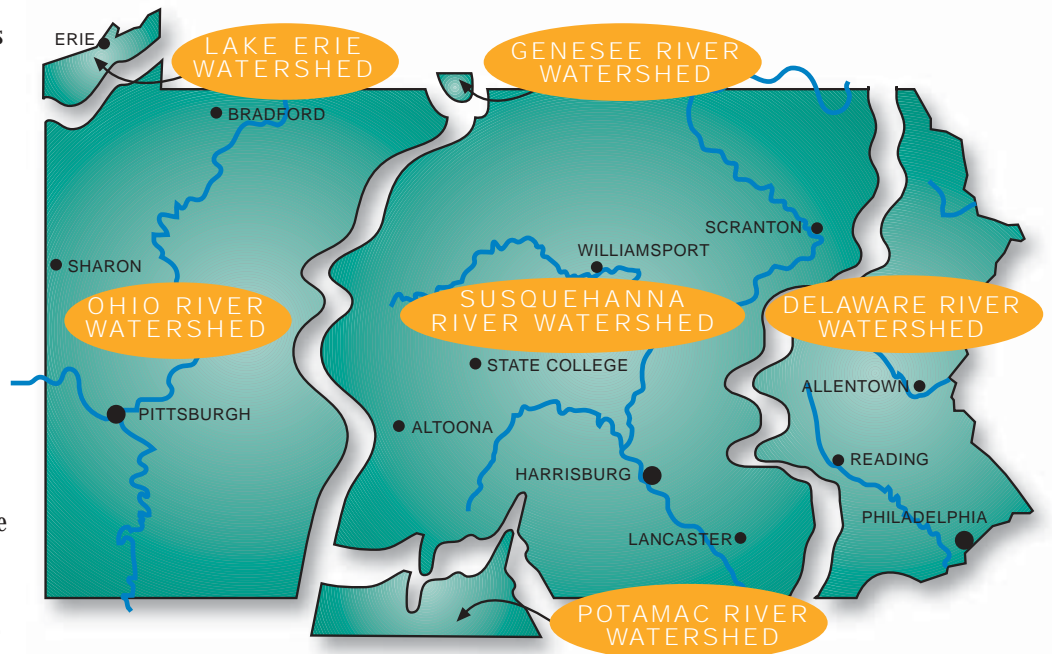 s
ERIE
LAKE ERIE
WATERSHED
GENESEE RIVER
WATERSHED
BRADFORD
SCRANTON
WILLIAMSPORT
SHARON
OHIO RIVER
WATERSHED
SUSQUEHANNA
RIVER WATERSHED
DELAWARE RIVER
WATERSHED
STATE COLLEGE
ALLENTOWN
PITTSBURGH
ALTOONA
READING
HARRISBURG
PHILADELPHIA
e
LANCASTER
POTAMAC RIVER
WATERSHED